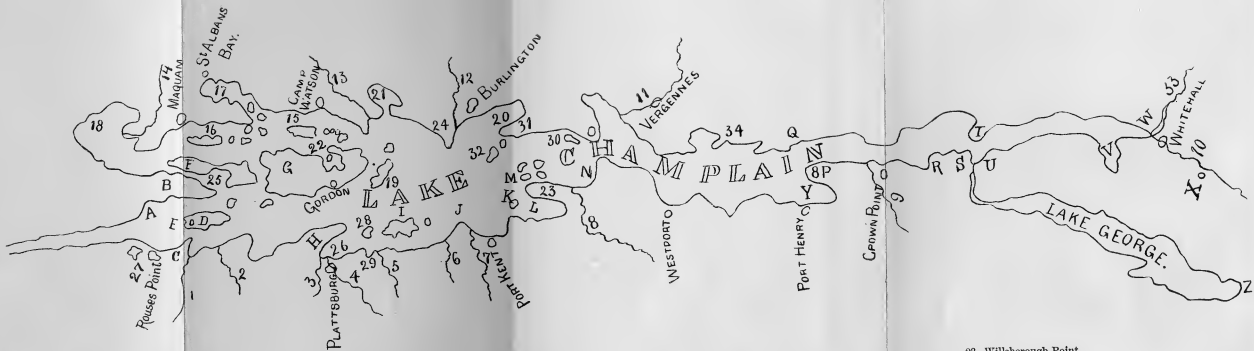 ST ALBANS BAY.
MAQUAM
CAMP WATSON
BURLINGTON
VERGENNES
WHITEHALL
14
17
13
12
21
11
33
18
16
15
22
24
20
31
32
30
34
Q
T
W
V
10
X
E
B
25
G
GORDON
19
LAKE
CHAMPLAIN
M
K
N
23
L
8
8P
Y
R
S
U
A
E
D
C
H
26
28
I
29
J
27
ROUSES POINT
1
2
3
PLATTSBURG
4
5
6
7
PORT KENT
WESTPORT
PORT HENRY
CROWN POINT
9
LAKE GEORGE.
Z
Willsborough Point